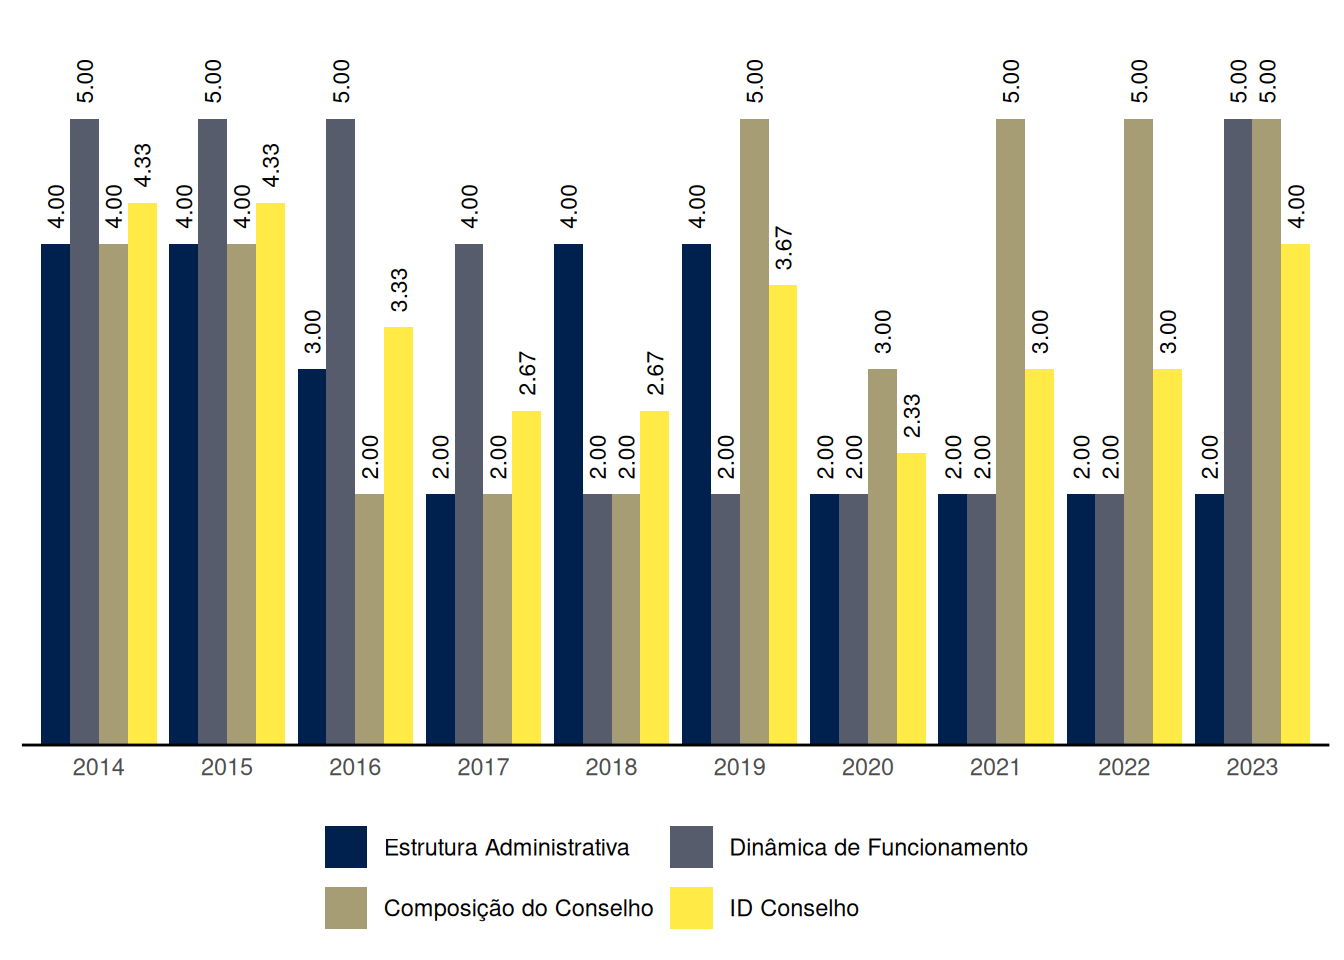 4.00 5.00 4.00 4.33 4.00 5.00 4.00 4.33 3.00 5.00 2.00 3.33 2.00 4.00 2.00 2.67 4.00 2.00 2.00 2.67 4.00 2.00 5.00 3.67 2.00 2.00 3.00 2.33 2.00 2.00 5.00 3.00 2.00 2.00 5.00 3.00 2.00 5.00 5.00 4.00
2014 2015 2016 2017 2018 2019 2020 2021 2022 2023
Estrutura Administrativa Dinâmica de Funcionamento
Composição do Conselho ID Conselho